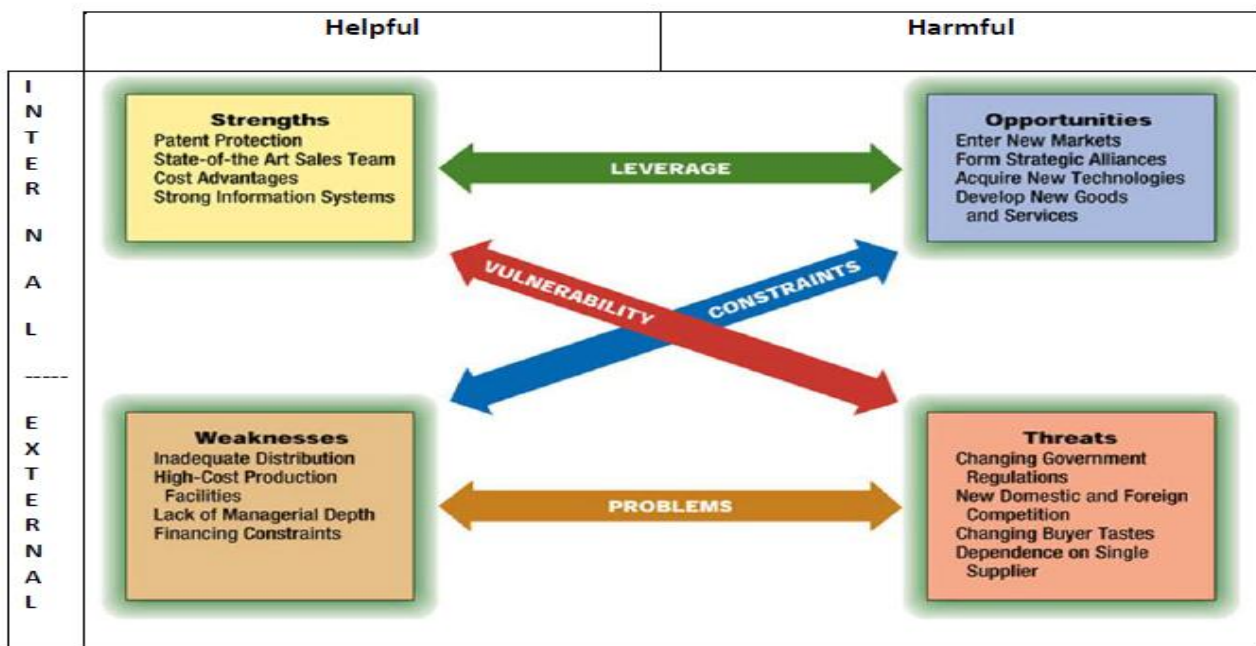 Helpful
Harmful
I
N
T
E
R
N
A
L
-----
E
X
T
E
R
N
A
L
Strengths
Patent Protection
State-of-the Art Sales Team
Cost Advantages
Strong Information Systems
LEVERAGE
Opportunities
Enter New Markets
Form Strategic Alliances
Acquire New Technologies
Develop New Goods
and Services
VULNERABILITY
CONSTRAINTS
Weaknesses
Inadequate Distribution
High-Cost Production
Facilities
Lack of Managerial Depth
Financing Constraints
PROBLEMS
Threats
Changing Government
Regulations
New Domestic and Foreign
Competition
Changing Buyer Tastes
Dependence on Single
Supplier